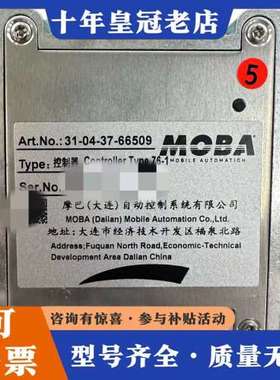 十年皇冠老店
5
Art.No.: 31-04-37-66509
MOBA
MOBILE AUTOMATION
Type: 控制器 Controller Type 76-1
Ser.No.
摩巴(大连)自动控制系统有限公司
MOBA (Dalian) Mobile Automation Co., Ltd.
地址:大连市经济技术开发区福泉北路
Address;Fuquan North Road,Economic-Technical
Development Area Dalian China
可
票
咨询有惊喜·参与补贴活动
型号齐全·质大